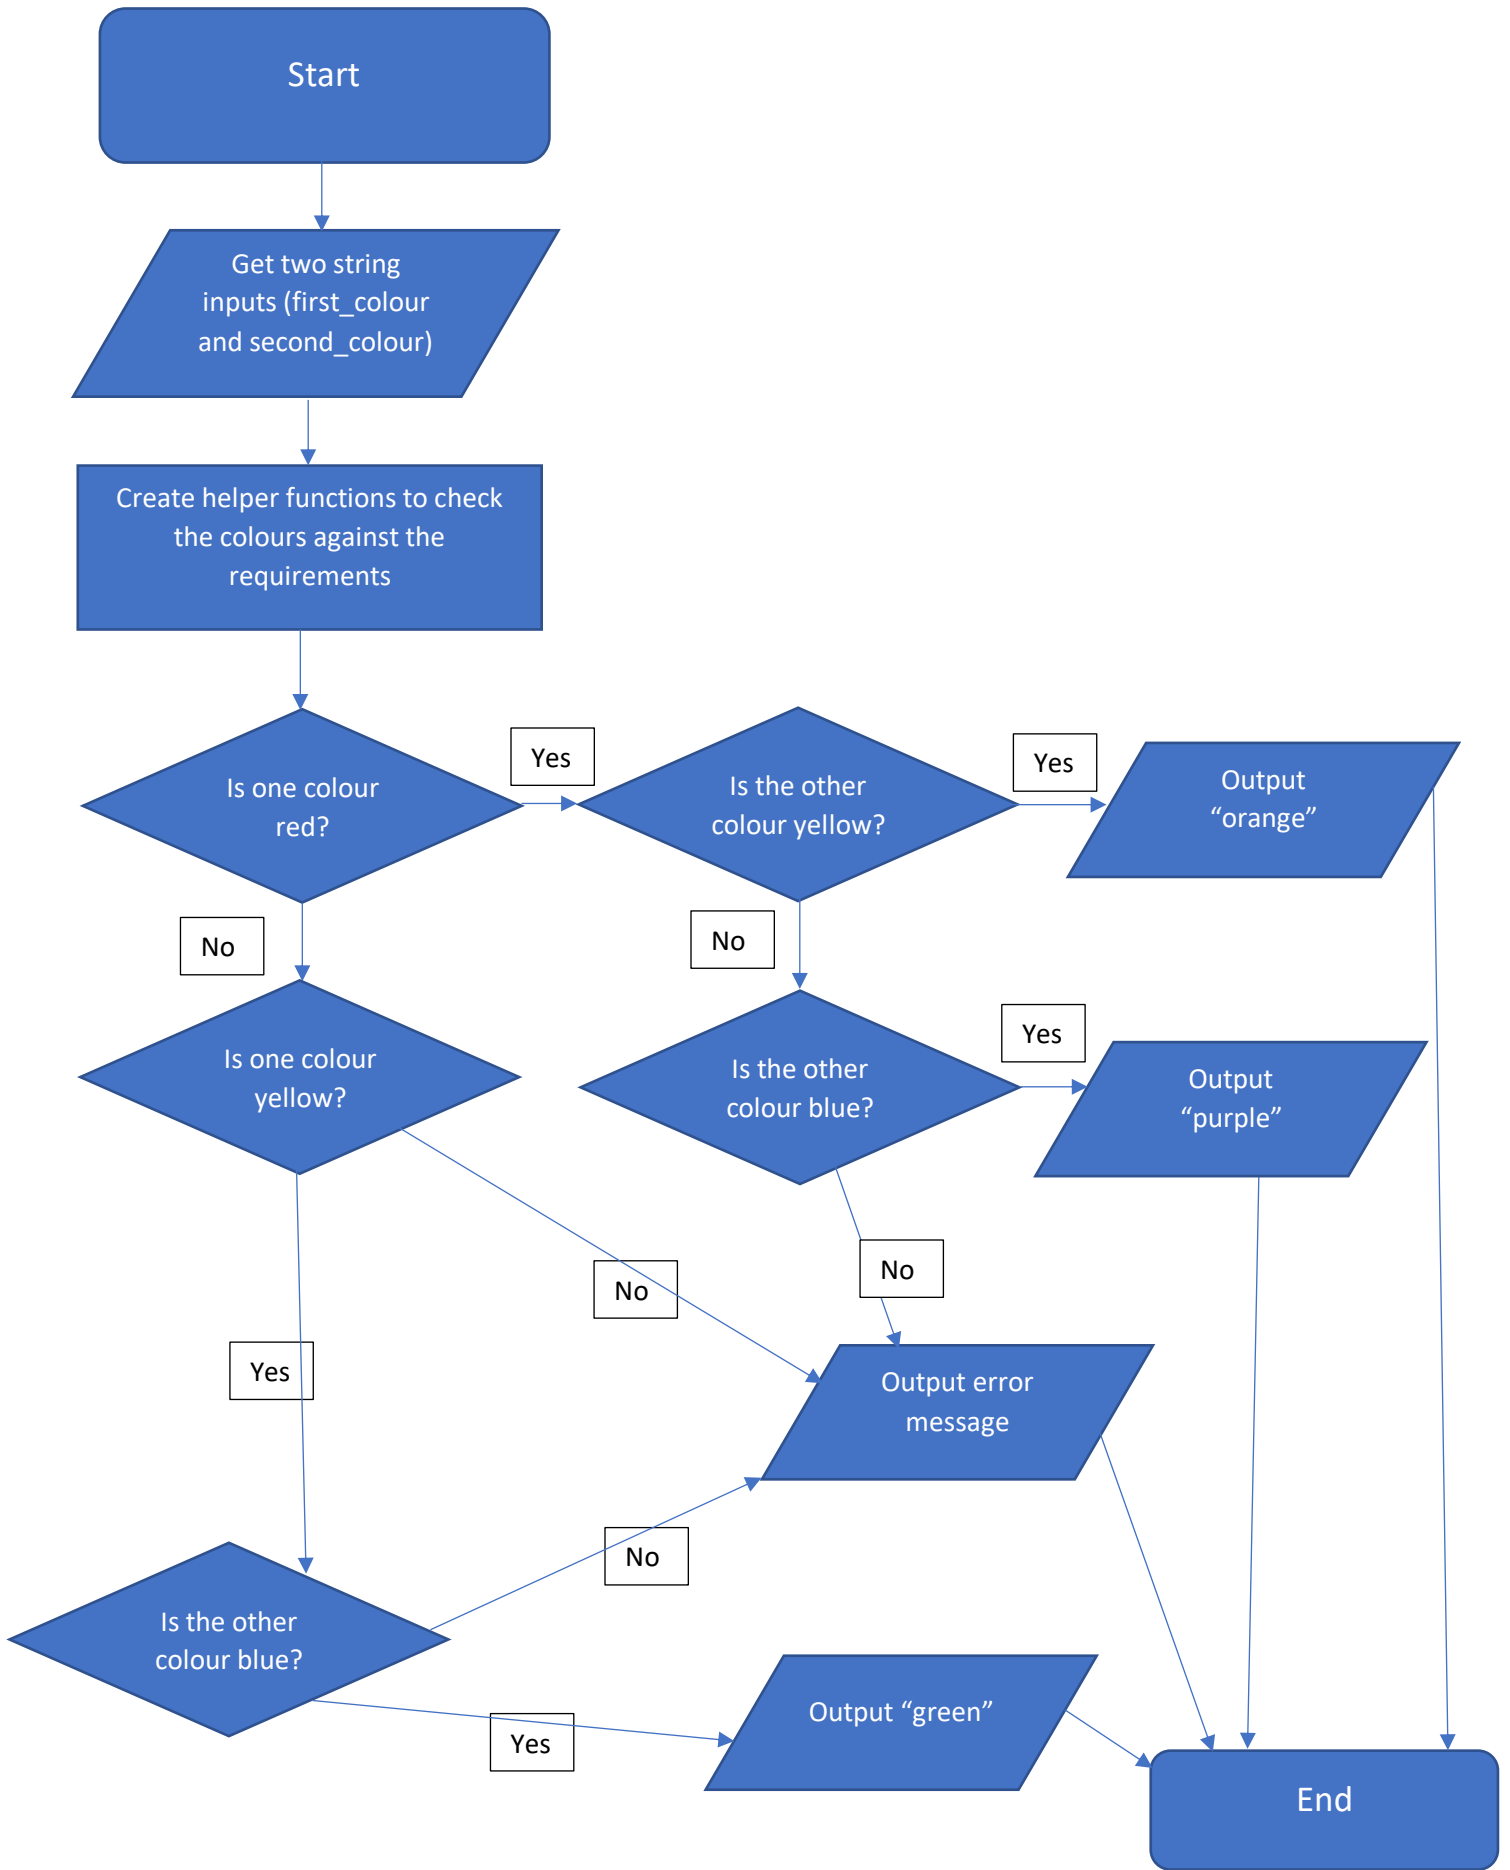 Start
Get two string
inputs (first_colour
and second_colour)
Create helper functions to check
the colours against the
requirements
Is one colour
red?
Yes
Is the other
colour yellow?
Yes
Output
“orange”
No
No
Is one colour
yellow?
Is the other
colour blue?
Yes
Output
“purple”
No
No
Yes
Output error
message
No
Is the other
colour blue?
Yes
Output “green”
End